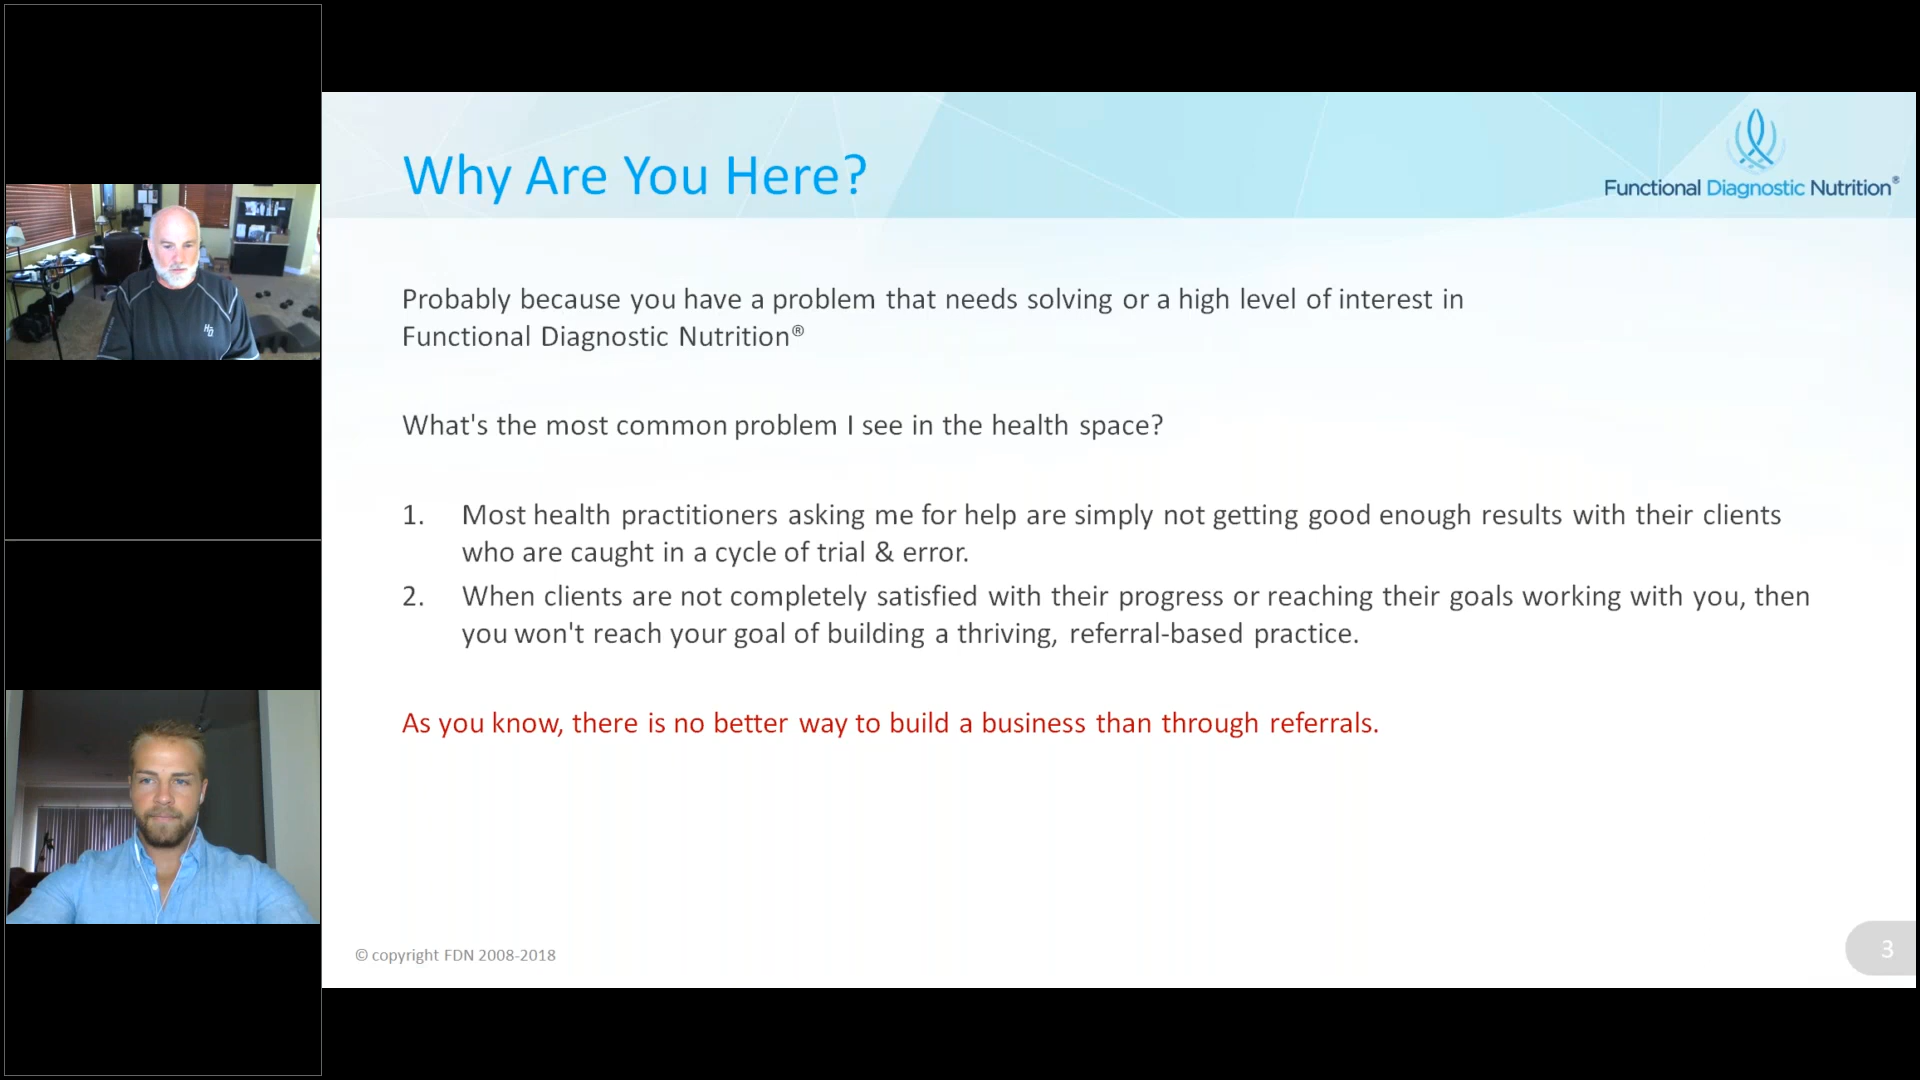 Why Are You Here?
Functional Diagnostic Nutrition®
Probably because you have a problem that needs solving or a high level of interest in
Functional Diagnostic Nutrition®
What's the most common problem I see in the health space?
1. Most health practitioners asking me for help are simply not getting good enough results with their clients
who are caught in a cycle of trial & error.
2. When clients are not completely satisfied with their progress or reaching their goals working with you, then
you won't reach your goal of building a thriving, referral-based practice.
As you know, there is no better way to build a business than through referrals.
© copyright FDN 2008-2018
3